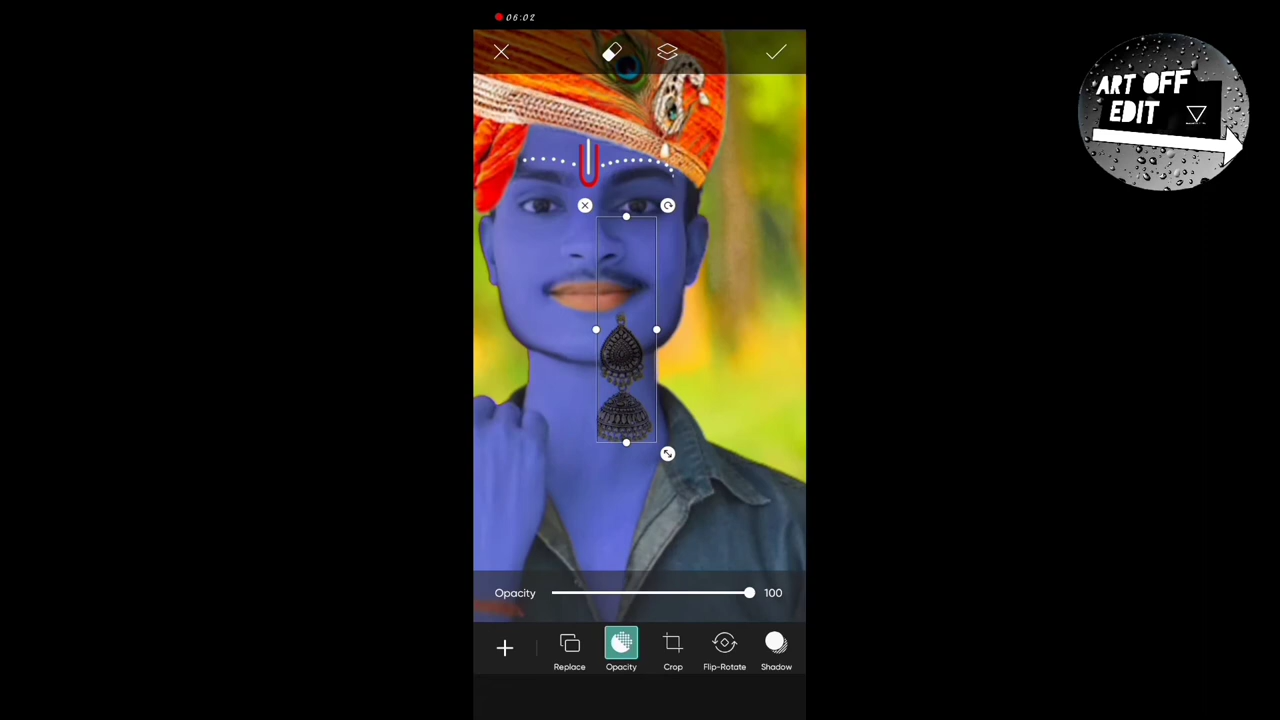 06:02
ART OFF
EDIT
Opacity
100
Replace
Opacity
Crop
Flip-Rotate
Shadow